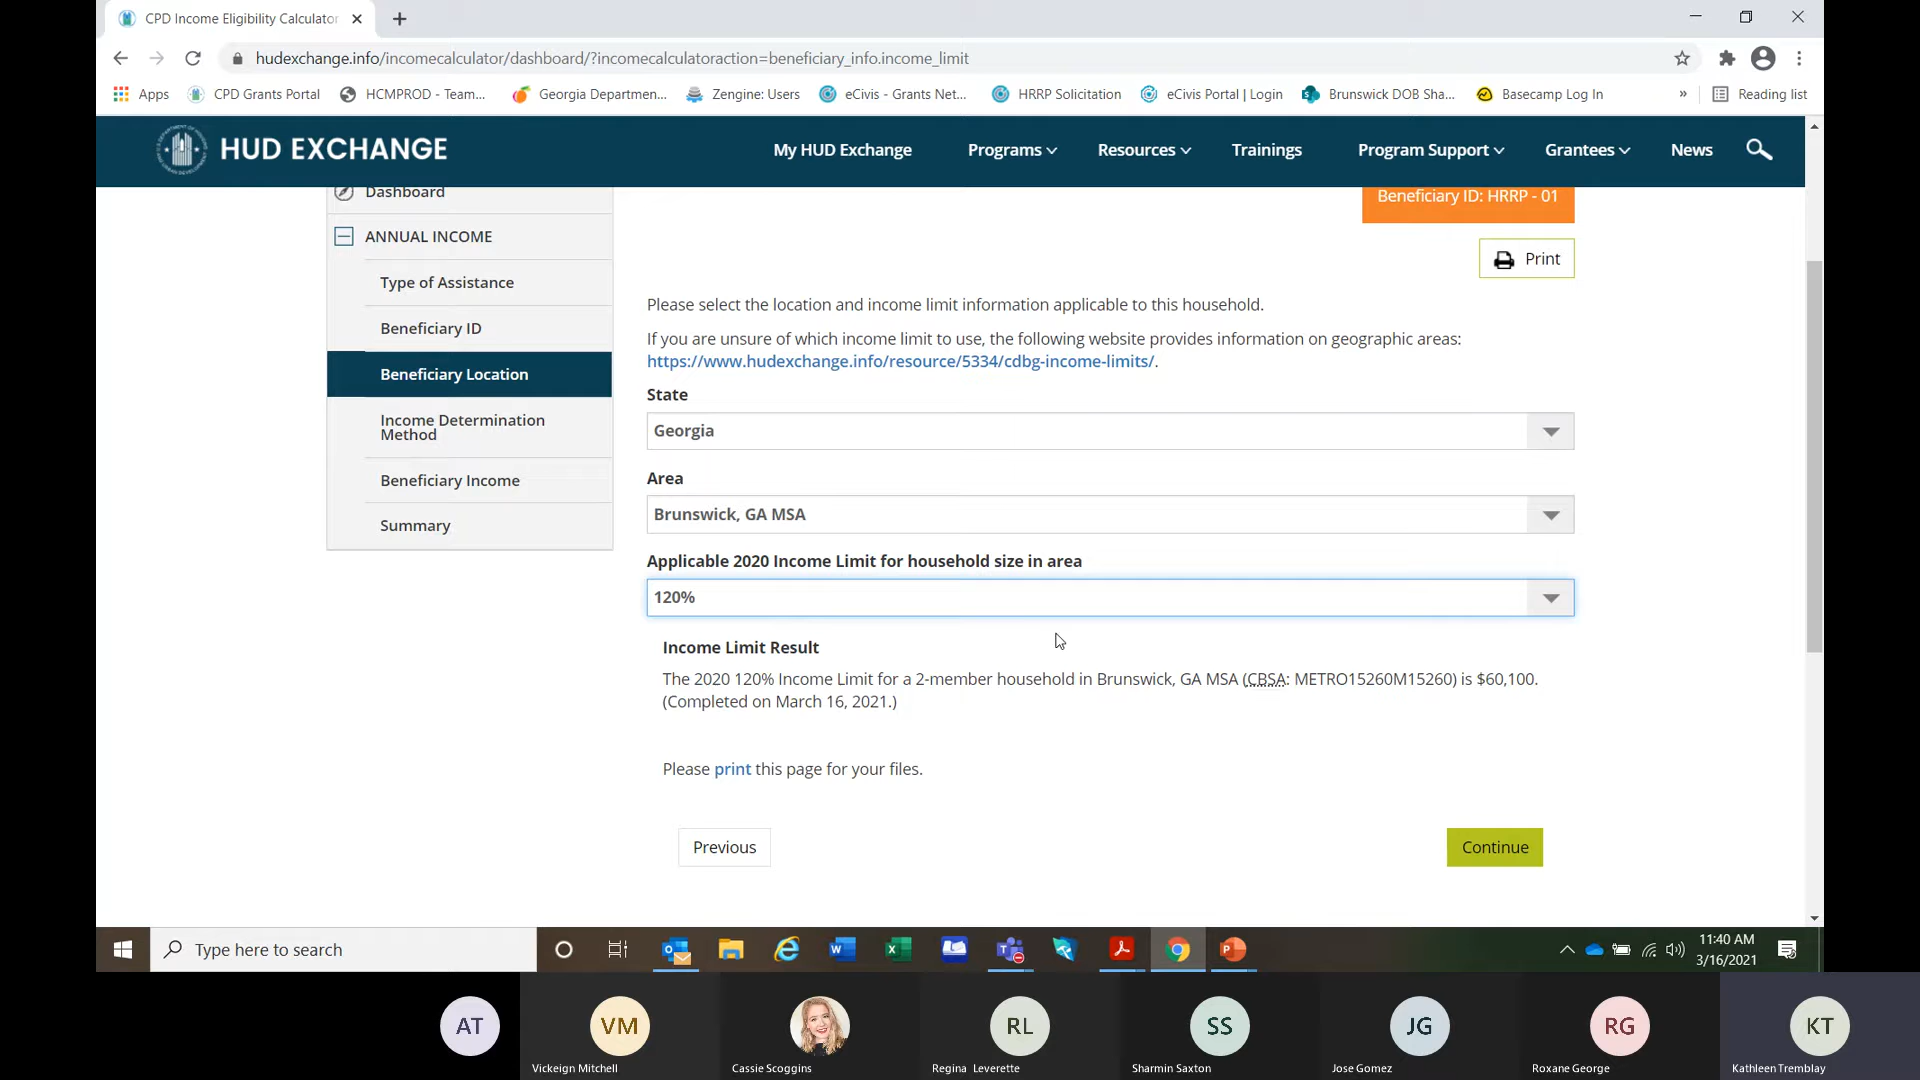 CPD Income Eligibility Calculator
hudexchange.info/incomecalculator/dashboard/?incomecalculatoraction=beneficiary_info.income_limit
Apps
CPD Grants Portal
HCMPROD - Team...
Georgia Departmen...
Zengine: Users
eCivis - Grants Net...
HRRP Solicitation
eCivis Portal | Login
Brunswick DOB Sha...
Basecamp Log In
»
Reading list
HUD EXCHANGE
My HUD Exchange
Programs
Resources
Trainings
Program Support
Grantees
News
Dashboard
ANNUAL INCOME
Type of Assistance
Beneficiary ID
Beneficiary Location
Income Determination
Method
Beneficiary Income
Summary
Beneficiary ID: HRRP - 01
Print
Please select the location and income limit information applicable to this household.
If you are unsure of which income limit to use, the following website provides information on geographic areas:
https://www.hudexchange.info/resource/5334/cdbg-income-limits/.
State
Georgia
Area
Brunswick, GA MSA
Applicable 2020 Income Limit for household size in area
120%
Income Limit Result
The 2020 120% Income Limit for a 2-member household in Brunswick, GA MSA (CBSA: METRO15260M15260) is $60,100.
(Completed on March 16, 2021.)
Please print this page for your files.
Previous
Continue
Type here to search
11:40 AM
3/16/2021
AT
VM
RL
SS
JG
RG
KT
Vickeign Mitchell
Cassie Scoggins
Regina Leverette
Sharmin Saxton
Jose Gomez
Roxane George
Kathleen Tremblay